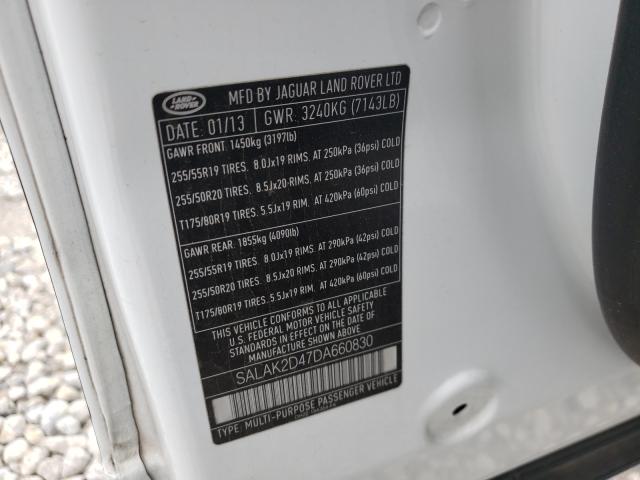 LAND ROVER
MFD BY JAGUAR LAND ROVER LTD
DATE: 01/13 GWR: 3240KG (7143LB)
GAWR FRONT: 1450kg (3197lb)
255/55R19 TIRES. 8.0Jx19 RIMS. AT 250kPa (36psi) COLD
255/50R20 TIRES. 8.5Jx20 RIMS. AT 250kPa (36psi) COLD
T175/80R19 TIRES. 5.5Jx19 RIM. AT 420kPa (60psi) COLD
GAWR REAR: 1855kg (4090lb)
255/55R19 TIRES. 8.0Jx19 RIMS. AT 290kPa (42psi) COLD
255/50R20 TIRES. 8.5Jx20 RIMS. AT 290kPa (42psi) COLD
T175/80R19 TIRES. 5.5Jx19 RIM. AT 420kPa (60psi) COLD
THIS VEHICLE CONFORMS TO ALL APPLICABLE
U.S. FEDERAL MOTOR VEHICLE SAFETY
STANDARDS IN EFFECT ON THE DATE OF
MANUFACTURE SHOWN ABOVE.
SALAK2D47DA660830
TYPE: MULTI-PURPOSE PASSENGER VEHICLE